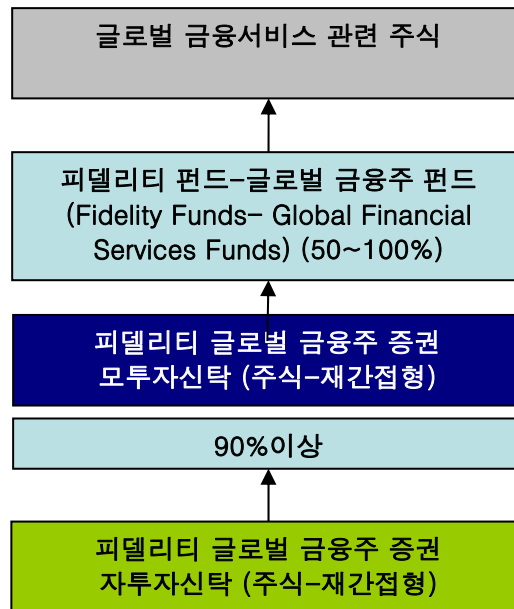 글로벌 금융서비스 관련 주식
피델리티 펀드-글로벌 금융주 펀드
(Fidelity Funds- Global Financial
Services Funds) (50~100%)
피델리티 글로벌 금융주 증권
모투자신탁 (주식-재간접형)
90%이상
피델리티 글로벌 금융주 증권
자투자신탁 (주식-재간접형)